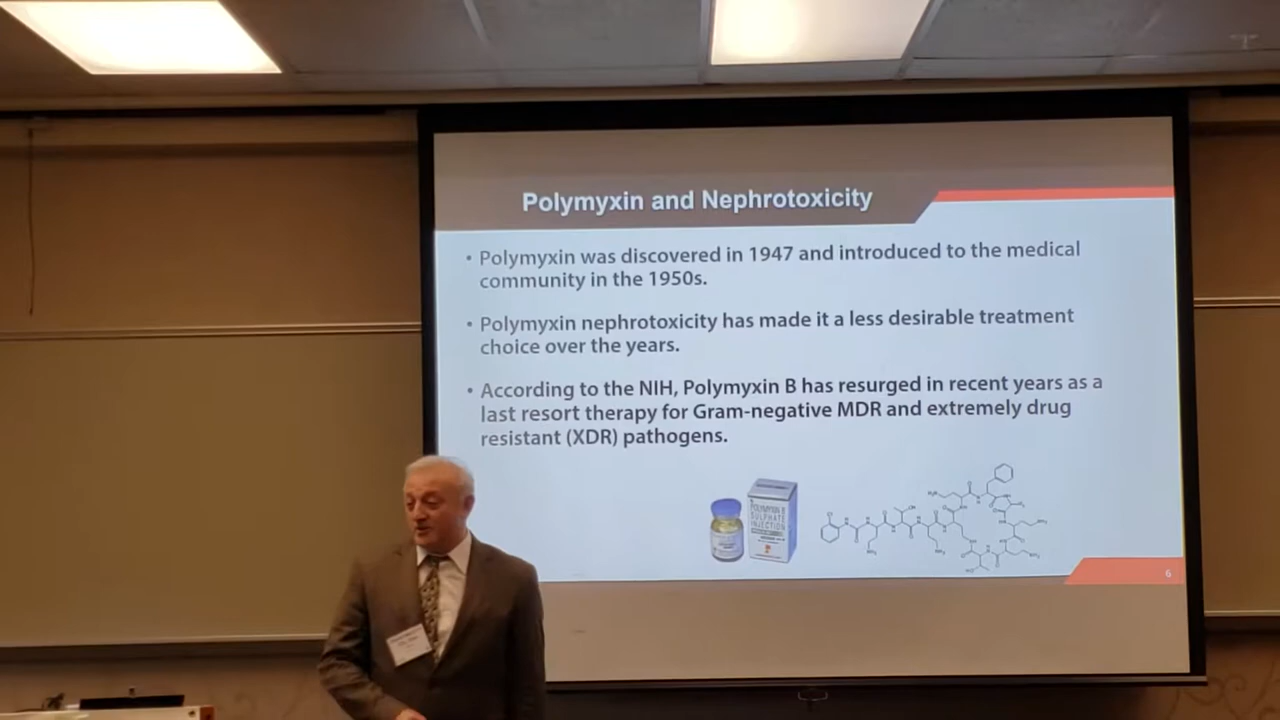 Polymyxin and Nephrotoxicity
• Polymyxin was discovered in 1947 and introduced to the medical
community in the 1950s.
• Polymyxin nephrotoxicity has made it a less desirable treatment
choice over the years.
• According to the NIH, Polymyxin B has resurged in recent years as a
last resort therapy for Gram-negative MDR and extremely drug
resistant (XDR) pathogens.
POLYMYXIN B
SULPHATE
INJECTION
6